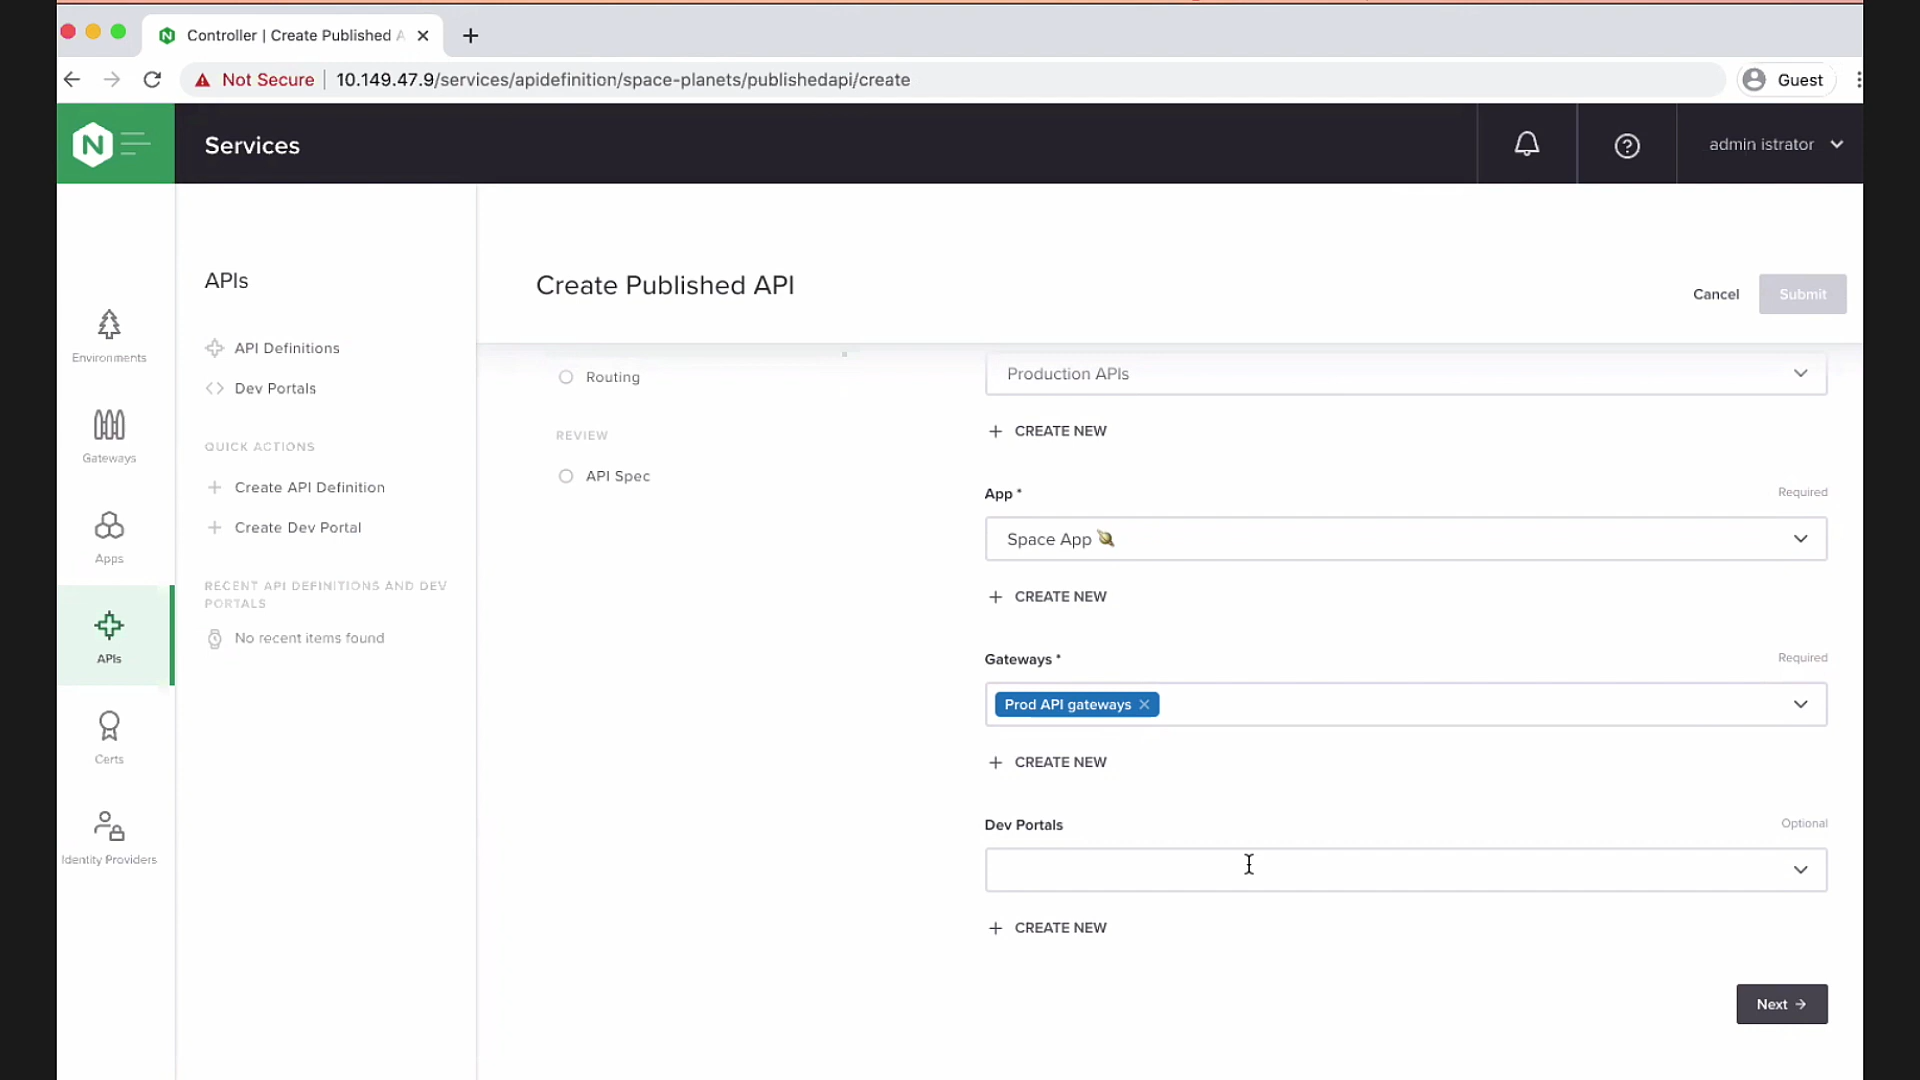 Controller | Create Published A
Not Secure
10.149.47.9/services/apidefinition/space-planets/publishedapi/create
Guest
N
Services
admin istrator
Environments
Gateways
Apps
APIs
Certs
Identity Providers
APIs
API Definitions
Dev Portals
QUICK ACTIONS
Create API Definition
Create Dev Portal
RECENT API DEFINITIONS AND DEV
PORTALS
No recent items found
Create Published API
Cancel
Submit
Routing
REVIEW
API Spec
Production APIs
+ CREATE NEW
App *
Required
Space App 🪐
+ CREATE NEW
Gateways *
Required
Prod API gateways ×
+ CREATE NEW
Dev Portals
Optional
+ CREATE NEW
Next →